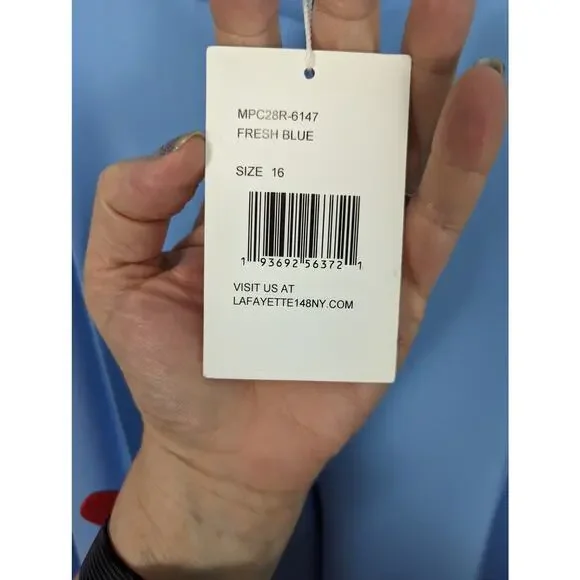 MPC28R-6147
FRESH BLUE
SIZE 16
1 93692 56372 1
VISIT US AT
LAFAYETTE148NY.COM